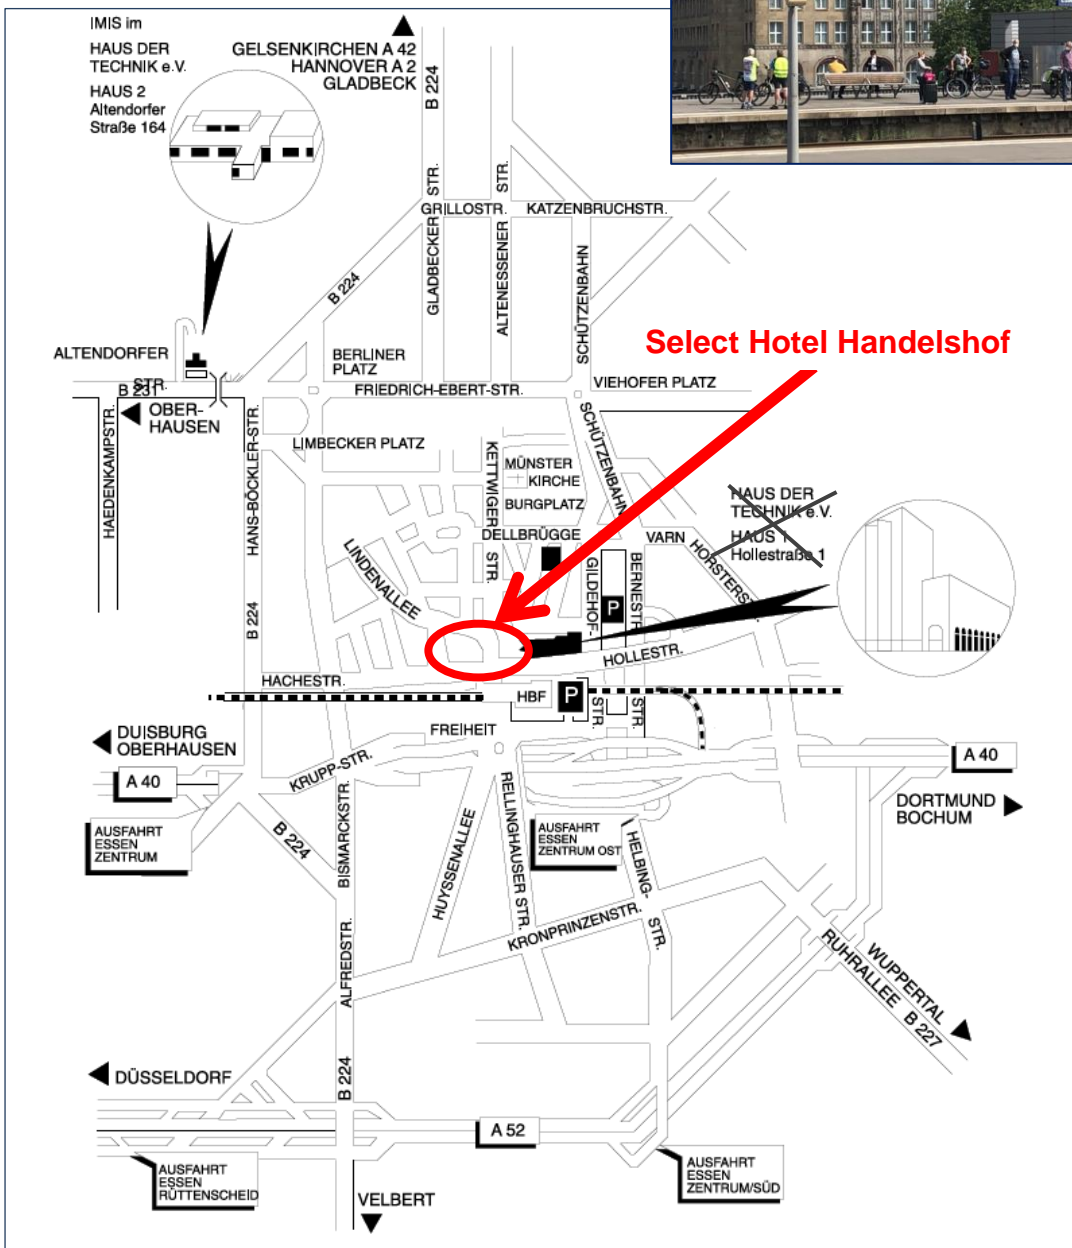 IMIS im
HAUS DER
TECHNIK e.V.
HAUS 2
Altendorfer
Straße 164
GELSENKIRCHEN A 42
HANNOVER A 2
GLADBECK
B 224
GLADBECKER STR.
ALTENESSENER STR.
GRILLOSTR.
KATZENBRUCHSTR.
SCHÜTZENBAHN
B 224
Select Hotel Handelshof
ALTENDORFER
STR.
B 231
OBER-
HAUSEN
BERLINER
PLATZ
FRIEDRICH-EBERT-STR.
VIEHOFER PLATZ
HAEDENKAMPSTR.
HANS-BÖCKLER-STR.
B 224
LIMBECKER PLATZ
KETTWIGER STR.
MÜNSTER
KIRCHE
BURGPLATZ
DELLBRÜGGE
SCHÜTZENBAHN
HAUS DER
TECHNIK e.V.
HAUS 1
Hollestraße 1
VARN
HORSTERSTR.
LINDENALLEE
GILDEHOF-
STR.
BERNESTR.
STR.
P
HOLLESTR.
HACHESTR.
HBF
P
FREIHEIT
DUISBURG
OBERHAUSEN
A 40
A 40
KRUPP-STR.
DORTMUND
BOCHUM
AUSFAHRT
ESSEN
ZENTRUM
B 224
BISMARCKSTR.
HUYSSENALLEE
RELLINGHAUSER STR.
AUSFAHRT
ESSEN
ZENTRUM OST
HELBING-
STR.
KRONPRINZENSTR.
ALFREDSTR.
WUPPERTAL
RUHRALLEE B 227
B 224
DÜSSELDORF
A 52
AUSFAHRT
ESSEN
RÜTTENSCHEID
AUSFAHRT
ESSEN
ZENTRUM/SÜD
VELBERT